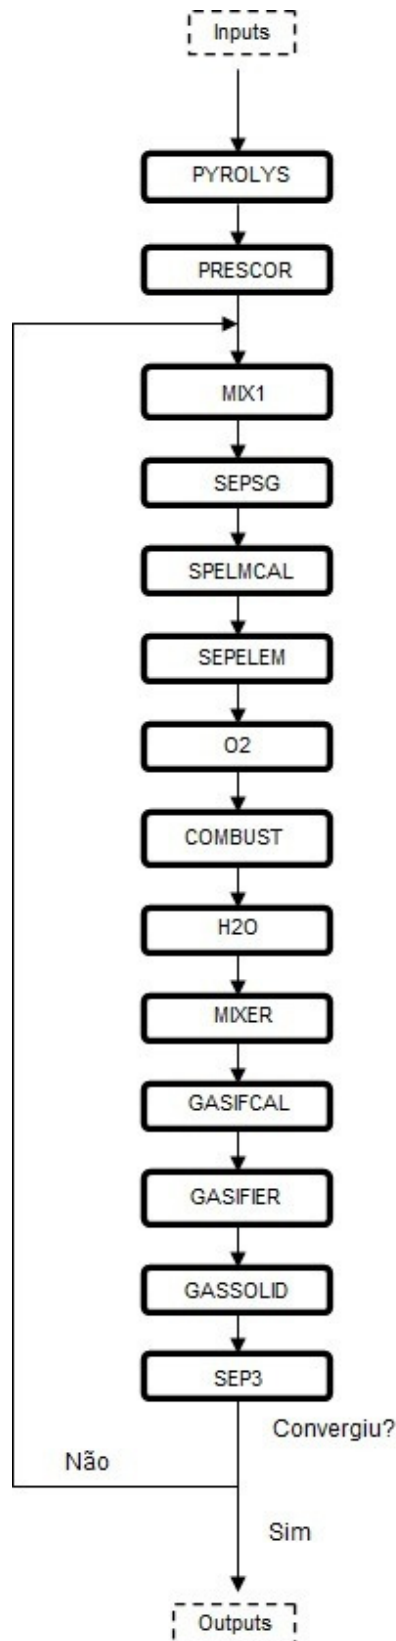 Inputs
PYROLYS
PRESCOR
MIX1
SEPSG
SPELMCAL
SEPELEM
O2
COMBUST
H2O
MIXER
GASIFCAL
GASIFIER
GASSOLID
SEP3
Convergiu?
Não
Sim
Outputs